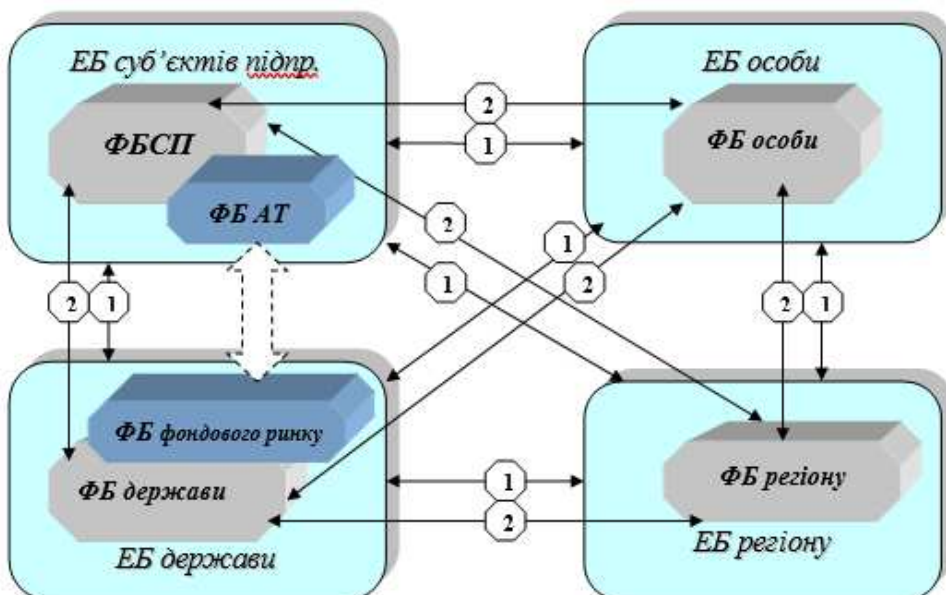 ЕБ суб’єктів підпр.
ЕБ особи
2
ФБСП
1
ФБ особи
ФБ АТ
2
1
1
2
2
1
2
1
ФБ фондового ринку
ФБ держави
1
ФБ регіону
2
ЕБ держави
ЕБ регіону